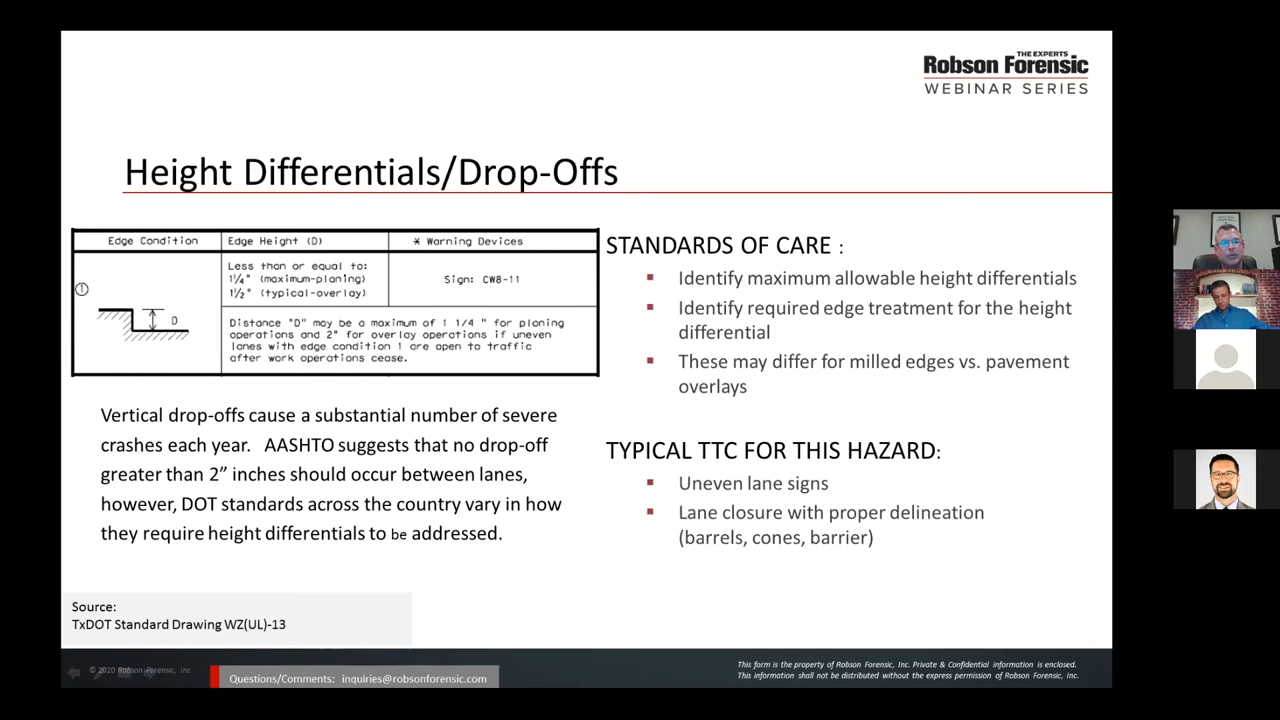 THE EXPERTS
Robson Forensic
WEBINAR SERIES
Height Differentials/Drop-Offs
Edge Condition
Edge Height (D)
* Warning Devices
①
D
Less than or equal to:
1¼" (maximum-planing)
1½" (typical-overlay)
Sign: CW8-11
Distance "D" may be a maximum of 1 1/4 " for planing
operations and 2" for overlay operations if uneven
lanes with edge condition 1 are open to traffic
after work operations cease.
Vertical drop-offs cause a substantial number of severe
crashes each year. AASHTO suggests that no drop-off
greater than 2” inches should occur between lanes,
however, DOT standards across the country vary in how
they require height differentials to be addressed.
STANDARDS OF CARE :
▪ Identify maximum allowable height differentials
▪ Identify required edge treatment for the height
differential
▪ These may differ for milled edges vs. pavement
overlays
TYPICAL TTC FOR THIS HAZARD:
▪ Uneven lane signs
▪ Lane closure with proper delineation
(barrels, cones, barrier)
Source:
TxDOT Standard Drawing WZ(UL)-13
© 2020 Robson Forensic, Inc
Questions/Comments: inquiries@robsonforensic.com
This form is the property of Robson Forensic, Inc. Private & Confidential information is enclosed.
This information shall not be distributed without the express permission of Robson Forensic, Inc.